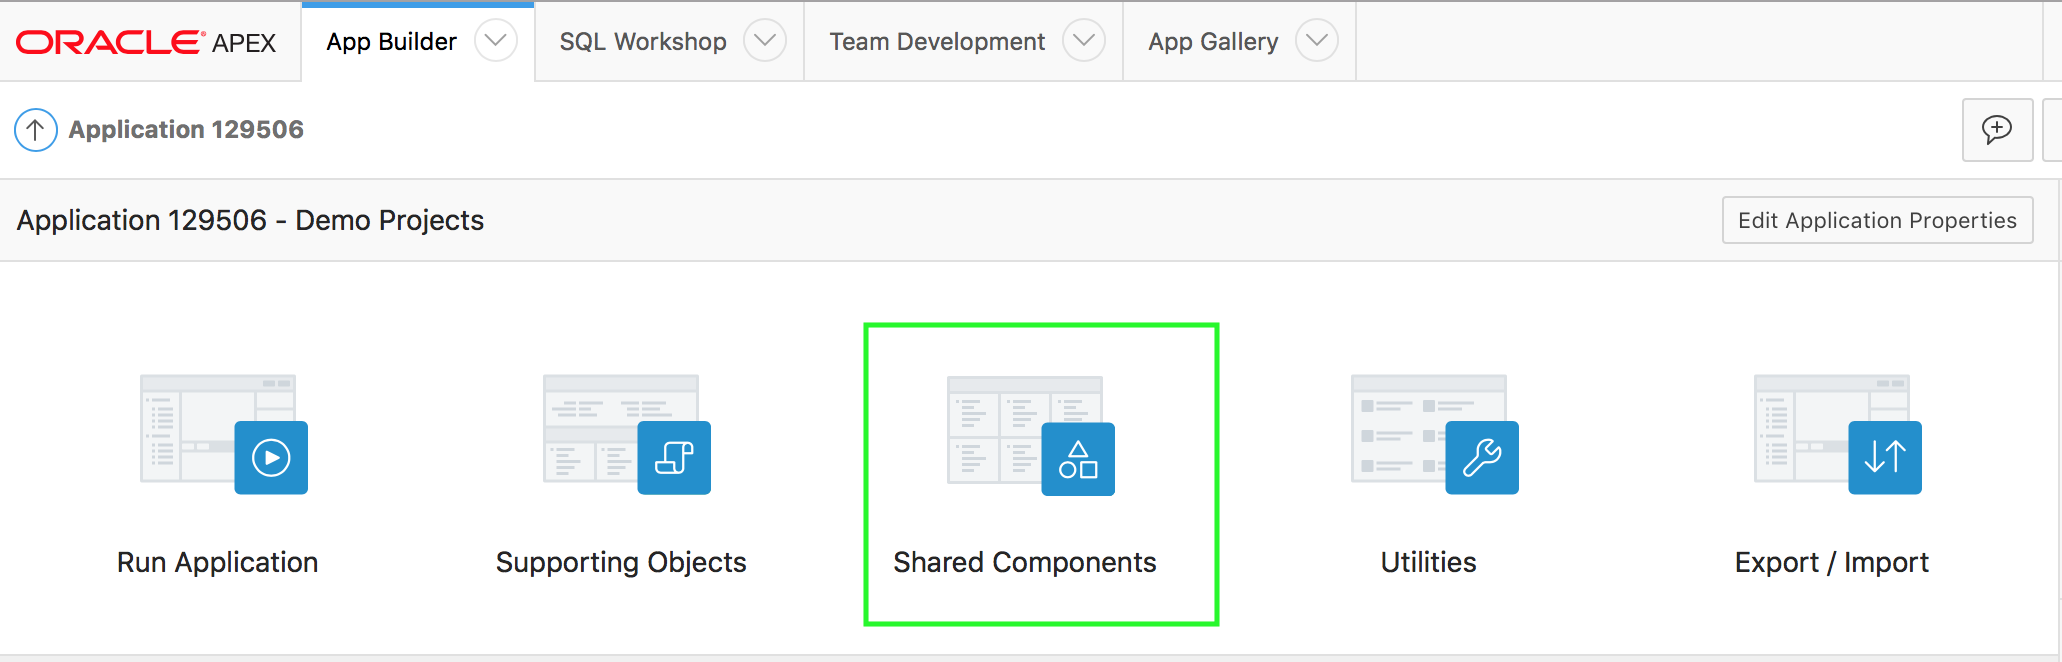 ORACLE® APEX App Builder SQL Workshop Team Development App Gallery
Application 129506
Application 129506 - Demo Projects Edit Application Properties
Run Application Supporting Objects Shared Components Utilities Export / Import